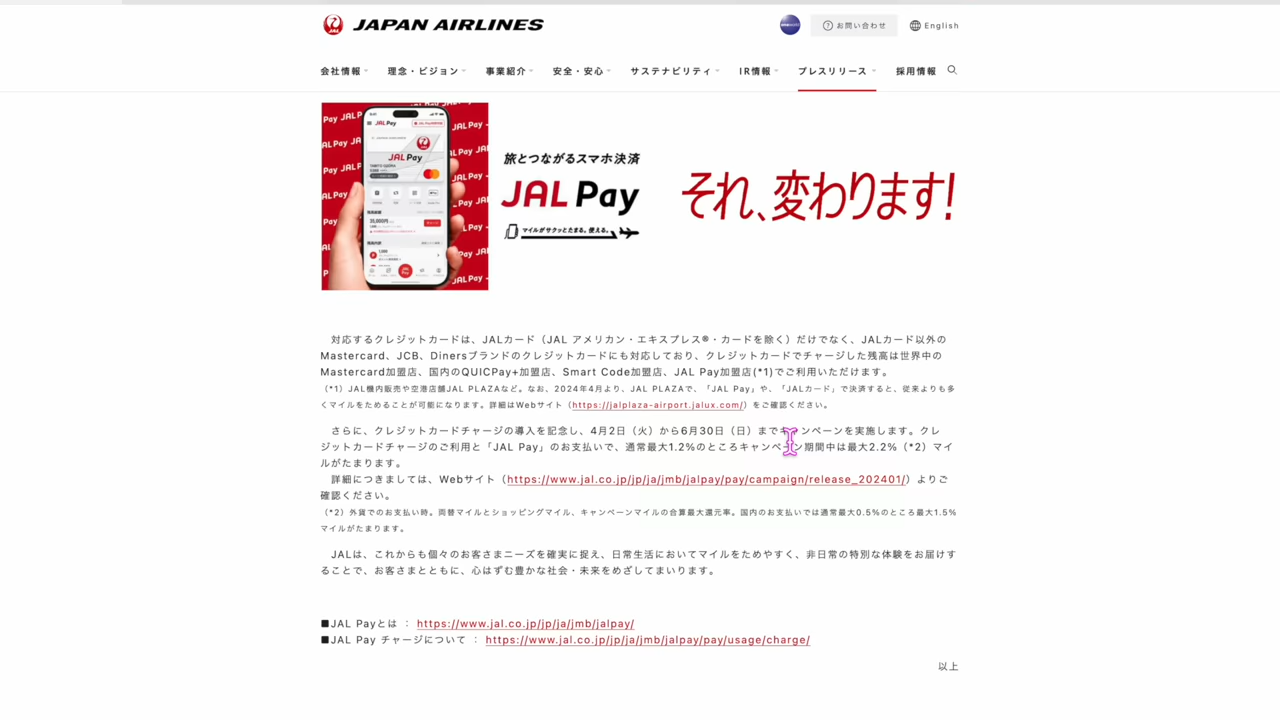 JAL
JAPAN AIRLINES
oneworld
お問い合わせ
English
会社情報
理念・ビジョン
事業紹介
安全・安心
サステナビリティ
IR情報
プレスリリース
採用情報
JAL Pay
JAL Pay
旅とつながるスマホ決済
JAL Pay
マイルがサクッとたまる。使える。
それ、変わります!
対応するクレジットカードは、JALカード（JAL アメリカン・エキスプレス®・カードを除く）だけでなく、JALカード以外の
Mastercard、JCB、Dinersブランドのクレジットカードにも対応しており、クレジットカードでチャージした残高は世界中の
Mastercard加盟店、国内のQUICPay+加盟店、Smart Code加盟店、JAL Pay加盟店(*1)でご利用いただけます。
（*1）JAL機内販売や空港店舗JAL PLAZAなど。なお、2024年4月より、JAL PLAZAで、「JAL Pay」や、「JALカード」で決済すると、従来よりも多
くマイルをためることが可能になります。詳細はWebサイト（https://jalplaza-airport.jalux.com/）をご確認ください。
さらに、クレジットカードチャージの導入を記念し、4月2日（火）から6月30日（日）までキャンペーンを実施します。クレ
ジットカードチャージのご利用と「JAL Pay」のお支払いで、通常最大1.2%のところキャンペーン期間中は最大2.2%（*2）マイ
ルがたまります。
詳細につきましては、Webサイト（https://www.jal.co.jp/jp/ja/jmb/jalpay/pay/campaign/release_202401/）よりご
確認ください。
（*2）外貨でのお支払い時。両替マイルとショッピングマイル、キャンペーンマイルの合算最大還元率。国内のお支払いでは通常最大0.5%のところ最大1.5%
マイルがたまります。
JALは、これからも個々のお客さまニーズを確実に捉え、日常生活においてマイルをためやすく、非日常の特別な体験をお届けす
ることで、お客さまとともに、心はずむ豊かな社会・未来をめざしてまいります。
■JAL Payとは ： https://www.jal.co.jp/jp/ja/jmb/jalpay/
■JAL Pay チャージについて ： https://www.jal.co.jp/jp/ja/jmb/jalpay/pay/usage/charge/
以上